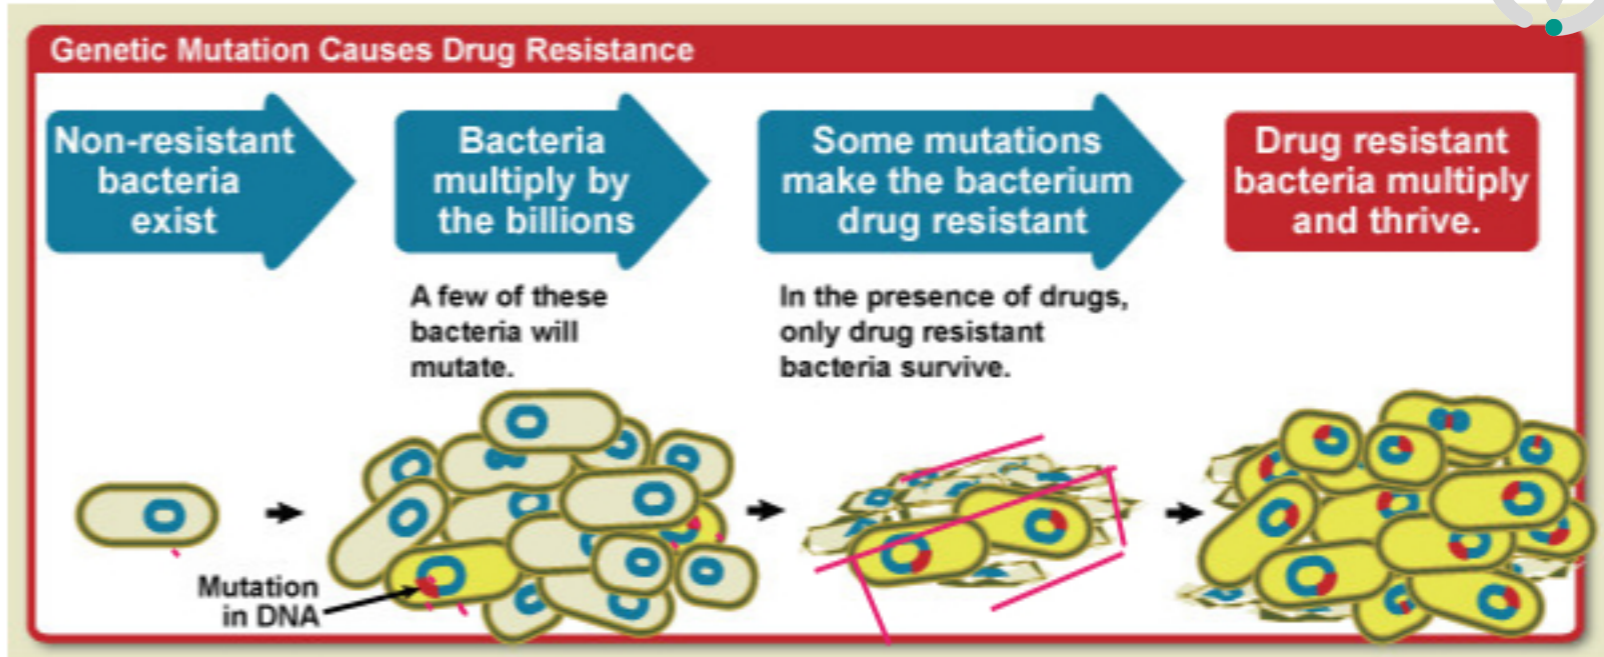 Genetic Mutation Causes Drug Resistance
Non-resistant
bacteria
exist
Bacteria
multiply by
the billions
Some mutations
make the bacterium
drug resistant
Drug resistant
bacteria multiply
and thrive.
A few of these
bacteria will
mutate.
In the presence of drugs,
only drug resistant
bacteria survive.
Mutation
in DNA